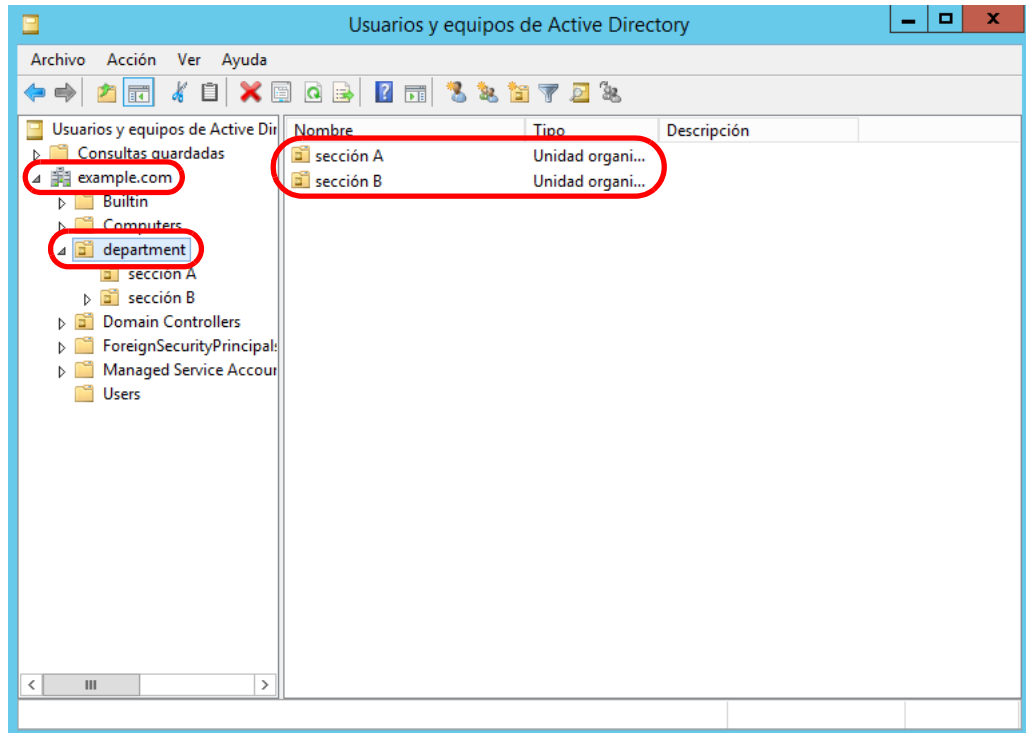 Usuarios y equipos de Active Directory
Archivo Acción Ver Ayuda
Usuarios y equipos de Active Dir
Nombre Tipo Descripción
Consultas guardadas
sección A Unidad organi...
example.com
sección B Unidad organi...
Builtin
Computers
department
sección A
sección B
Domain Controllers
ForeignSecurityPrincipals
Managed Service Accour
Users